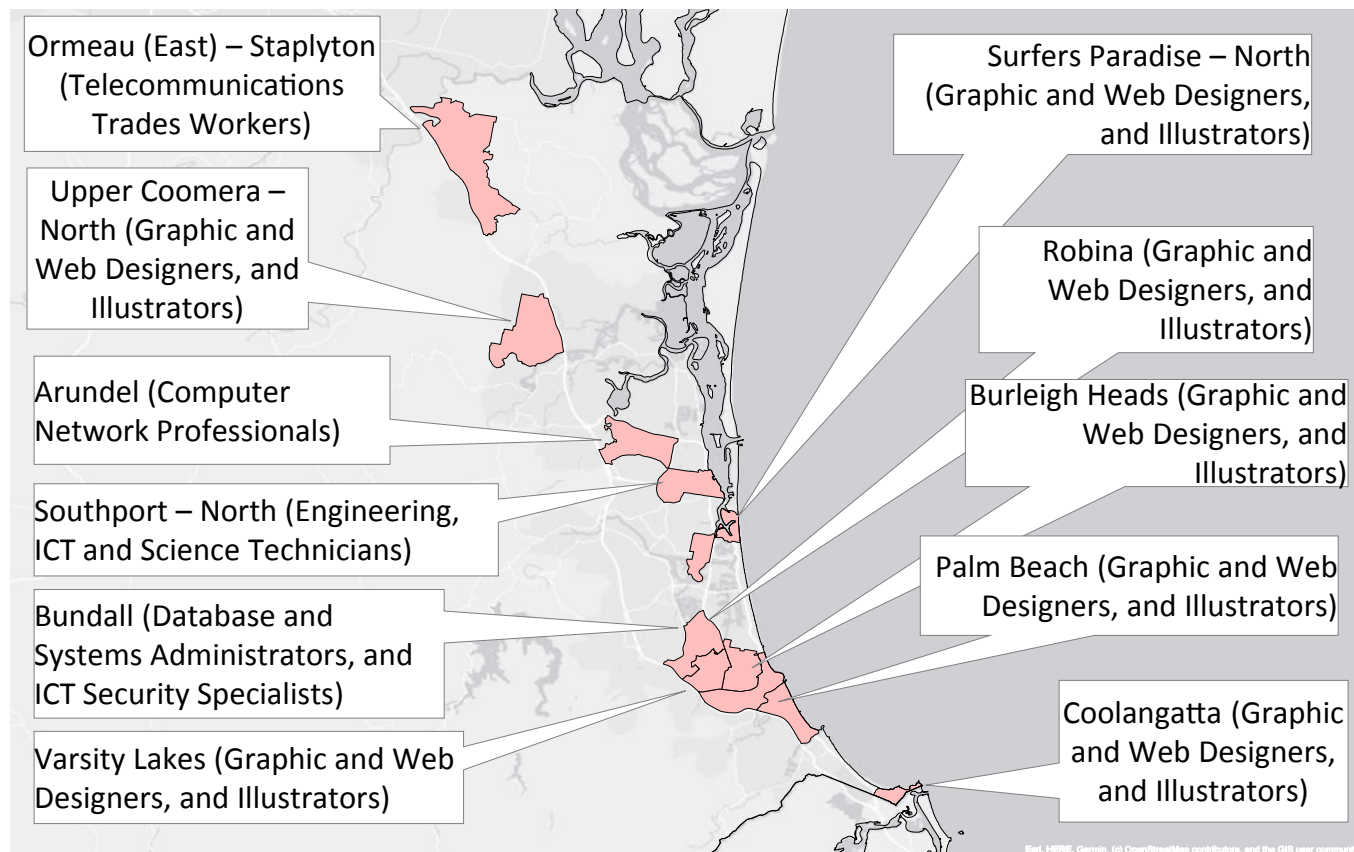 Ormeau (East) – Staplyton
(Telecommunications
Trades Workers)
Upper Coomera –
North (Graphic and
Web Designers, and
Illustrators)
Arundel (Computer
Network Professionals)
Southport – North (Engineering,
ICT and Science Technicians)
Bundall (Database and
Systems Administrators, and
ICT Security Specialists)
Varsity Lakes (Graphic and Web
Designers, and Illustrators)
Surfers Paradise – North
(Graphic and Web Designers,
and Illustrators)
Robina (Graphic and
Web Designers, and
Illustrators)
Burleigh Heads (Graphic and
Web Designers, and
Illustrators)
Palm Beach (Graphic and Web
Designers, and Illustrators)
Coolangatta (Graphic
and Web Designers,
and Illustrators)
Esri, HERE, Garmin, (c) OpenStreetMap contributors, and the GIS user communi